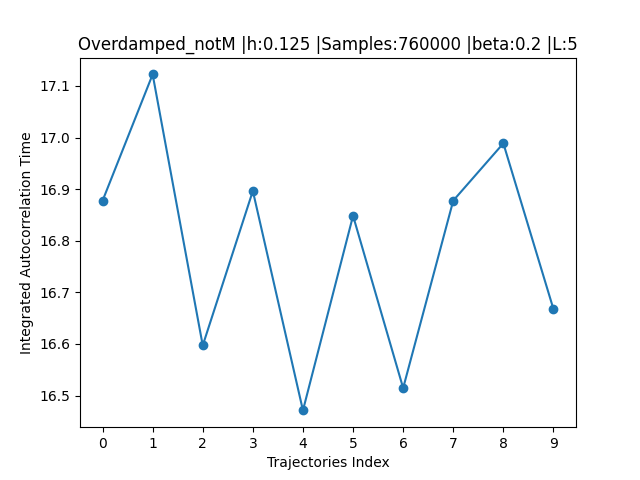 Overdamped_notM |h:0.125 |Samples:760000 |beta:0.2 |L:5
17.1
17.0
16.9
16.8
16.7
16.6
16.5
Integrated Autocorrelation Time
0 1 2 3 4 5 6 7 8 9
Trajectories Index